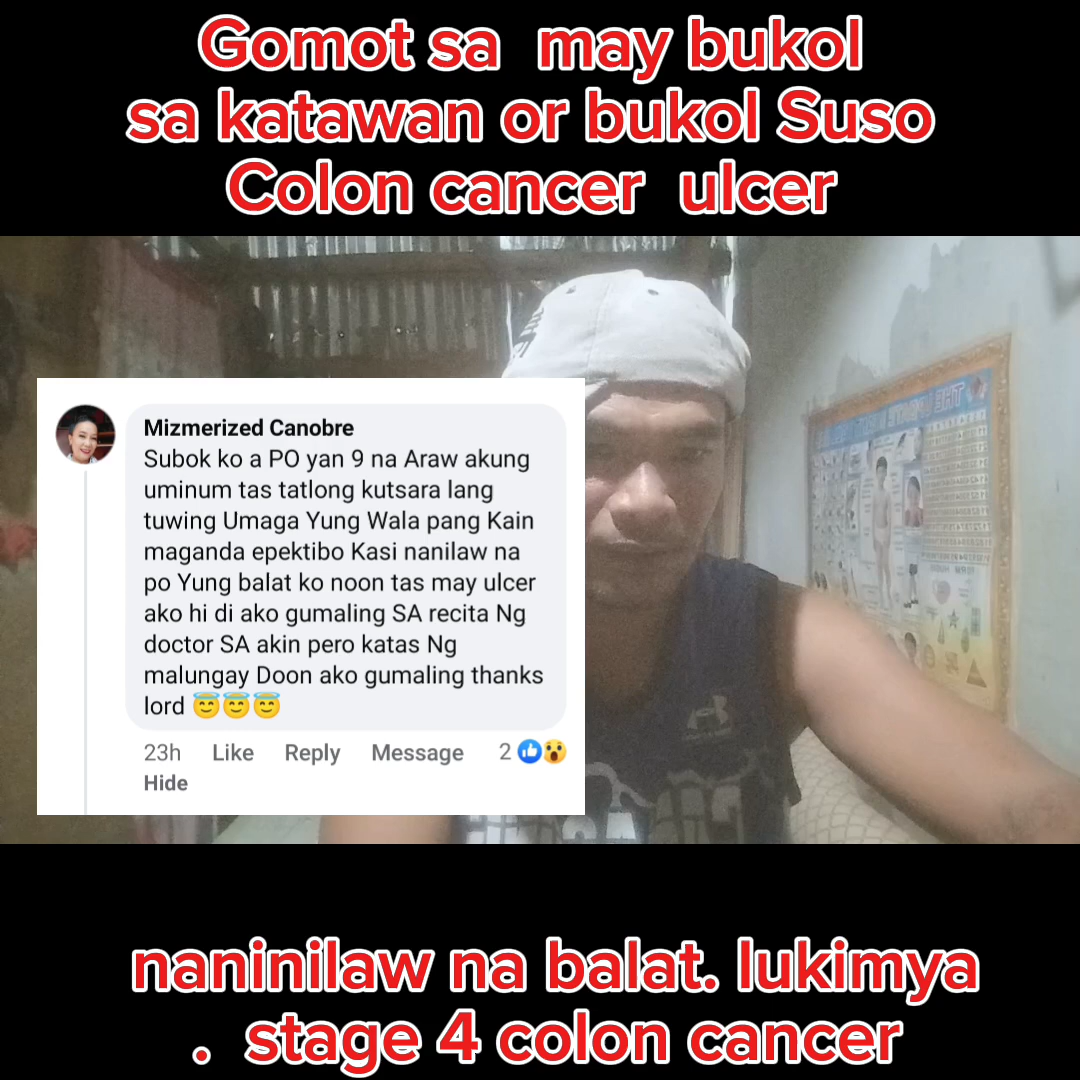 Gomot sa may bukol
sa katawan or bukol Suso
Colon cancer ulcer
Mizmerized Canobre
Subok ko a PO yan 9 na Araw akung
uminum tas tatlong kutsara lang
tuwing Umaga Yung Wala pang Kain
maganda epektibo Kasi nanilaw na
po Yung balat ko noon tas may ulcer
ako hi di ako gumaling SA recita Ng
doctor SA akin pero katas Ng
malungay Doon ako gumaling thanks
lord 😇😇😇
23h Like Reply Message 2
Hide
naninilaw na balat. lukimya
. stage 4 colon cancer